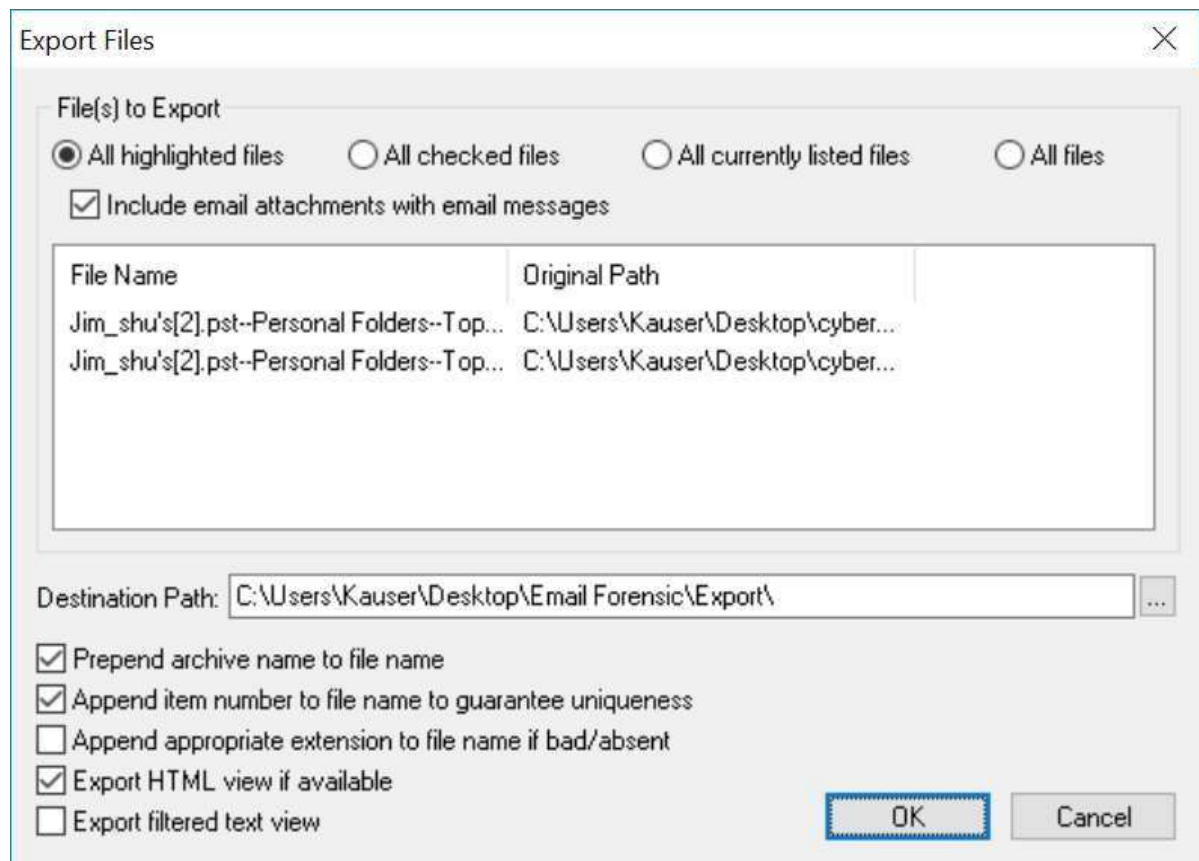 Export Files
File(s) to Export
All highlighted files All checked files All currently listed files All files
Include email attachments with email messages
File Name Original Path
Jim_shu's[2].pst--Personal Folders--Top... C:\Users\Kauser\Desktop\cyber...
Jim_shu's[2].pst--Personal Folders--Top... C:\Users\Kauser\Desktop\cyber...
Destination Path: C:\Users\Kauser\Desktop\Email Forensic\Export\ ...
Prepend archive name to file name
Append item number to file name to guarantee uniqueness
Append appropriate extension to file name if bad/absent
Export HTML view if available
Export filtered text view
OK Cancel